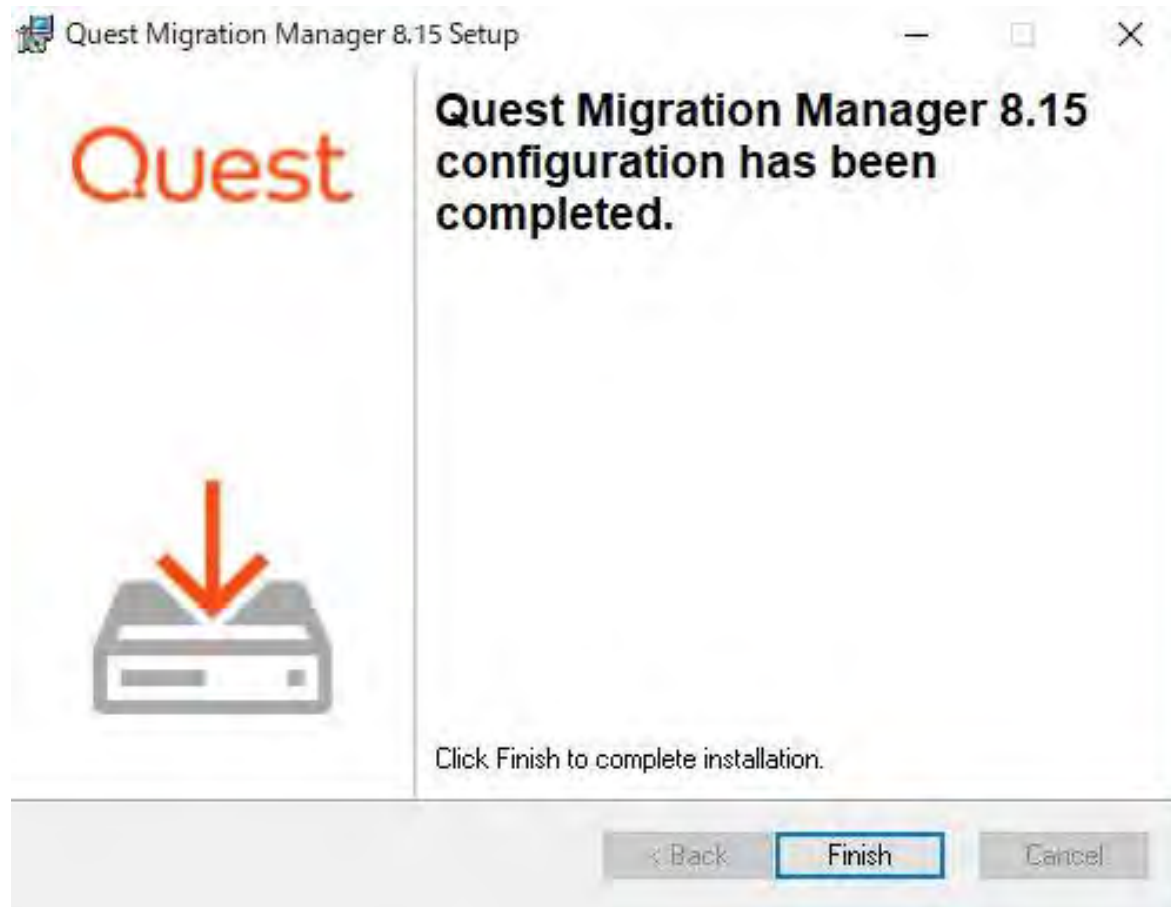 Quest Migration Manager 8.15 Setup
Quest
Quest Migration Manager 8.15
configuration has been
completed.
Click Finish to complete installation.
< Back
Finish
Cancel